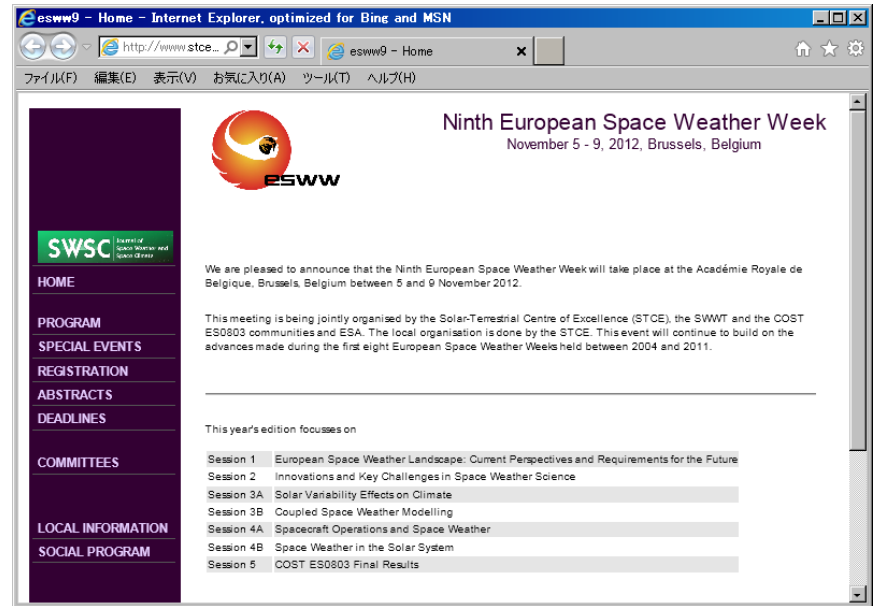 esww9 - Home - Internet Explorer, optimized for Bing and MSN
http://www.stce...
esww9 - Home
ファイル(F) 編集(E) 表示(V) お気に入り(A) ツール(T) ヘルプ(H)
esww
Ninth European Space Weather Week
November 5 - 9, 2012, Brussels, Belgium
SWSC Journal of
Space Weather and
Space Climate
HOME
PROGRAM
SPECIAL EVENTS
REGISTRATION
ABSTRACTS
DEADLINES
COMMITTEES
LOCAL INFORMATION
SOCIAL PROGRAM
We are pleased to announce that the Ninth European Space Weather Week will take place at the Académie Royale de
Belgique, Brussels, Belgium between 5 and 9 November 2012.
This meeting is being jointly organised by the Solar-Terrestrial Centre of Excellence (STCE), the SWWT and the COST
ES0803 communities and ESA. The local organisation is done by the STCE. This event will continue to build on the
advances made during the first eight European Space Weather Weeks held between 2004 and 2011.
This year's edition focusses on
Session 1 European Space Weather Landscape: Current Perspectives and Requirements for the Future
Session 2 Innovations and Key Challenges in Space Weather Science
Session 3A Solar Variability Effects on Climate
Session 3B Coupled Space Weather Modelling
Session 4A Spacecraft Operations and Space Weather
Session 4B Space Weather in the Solar System
Session 5 COST ES0803 Final Results